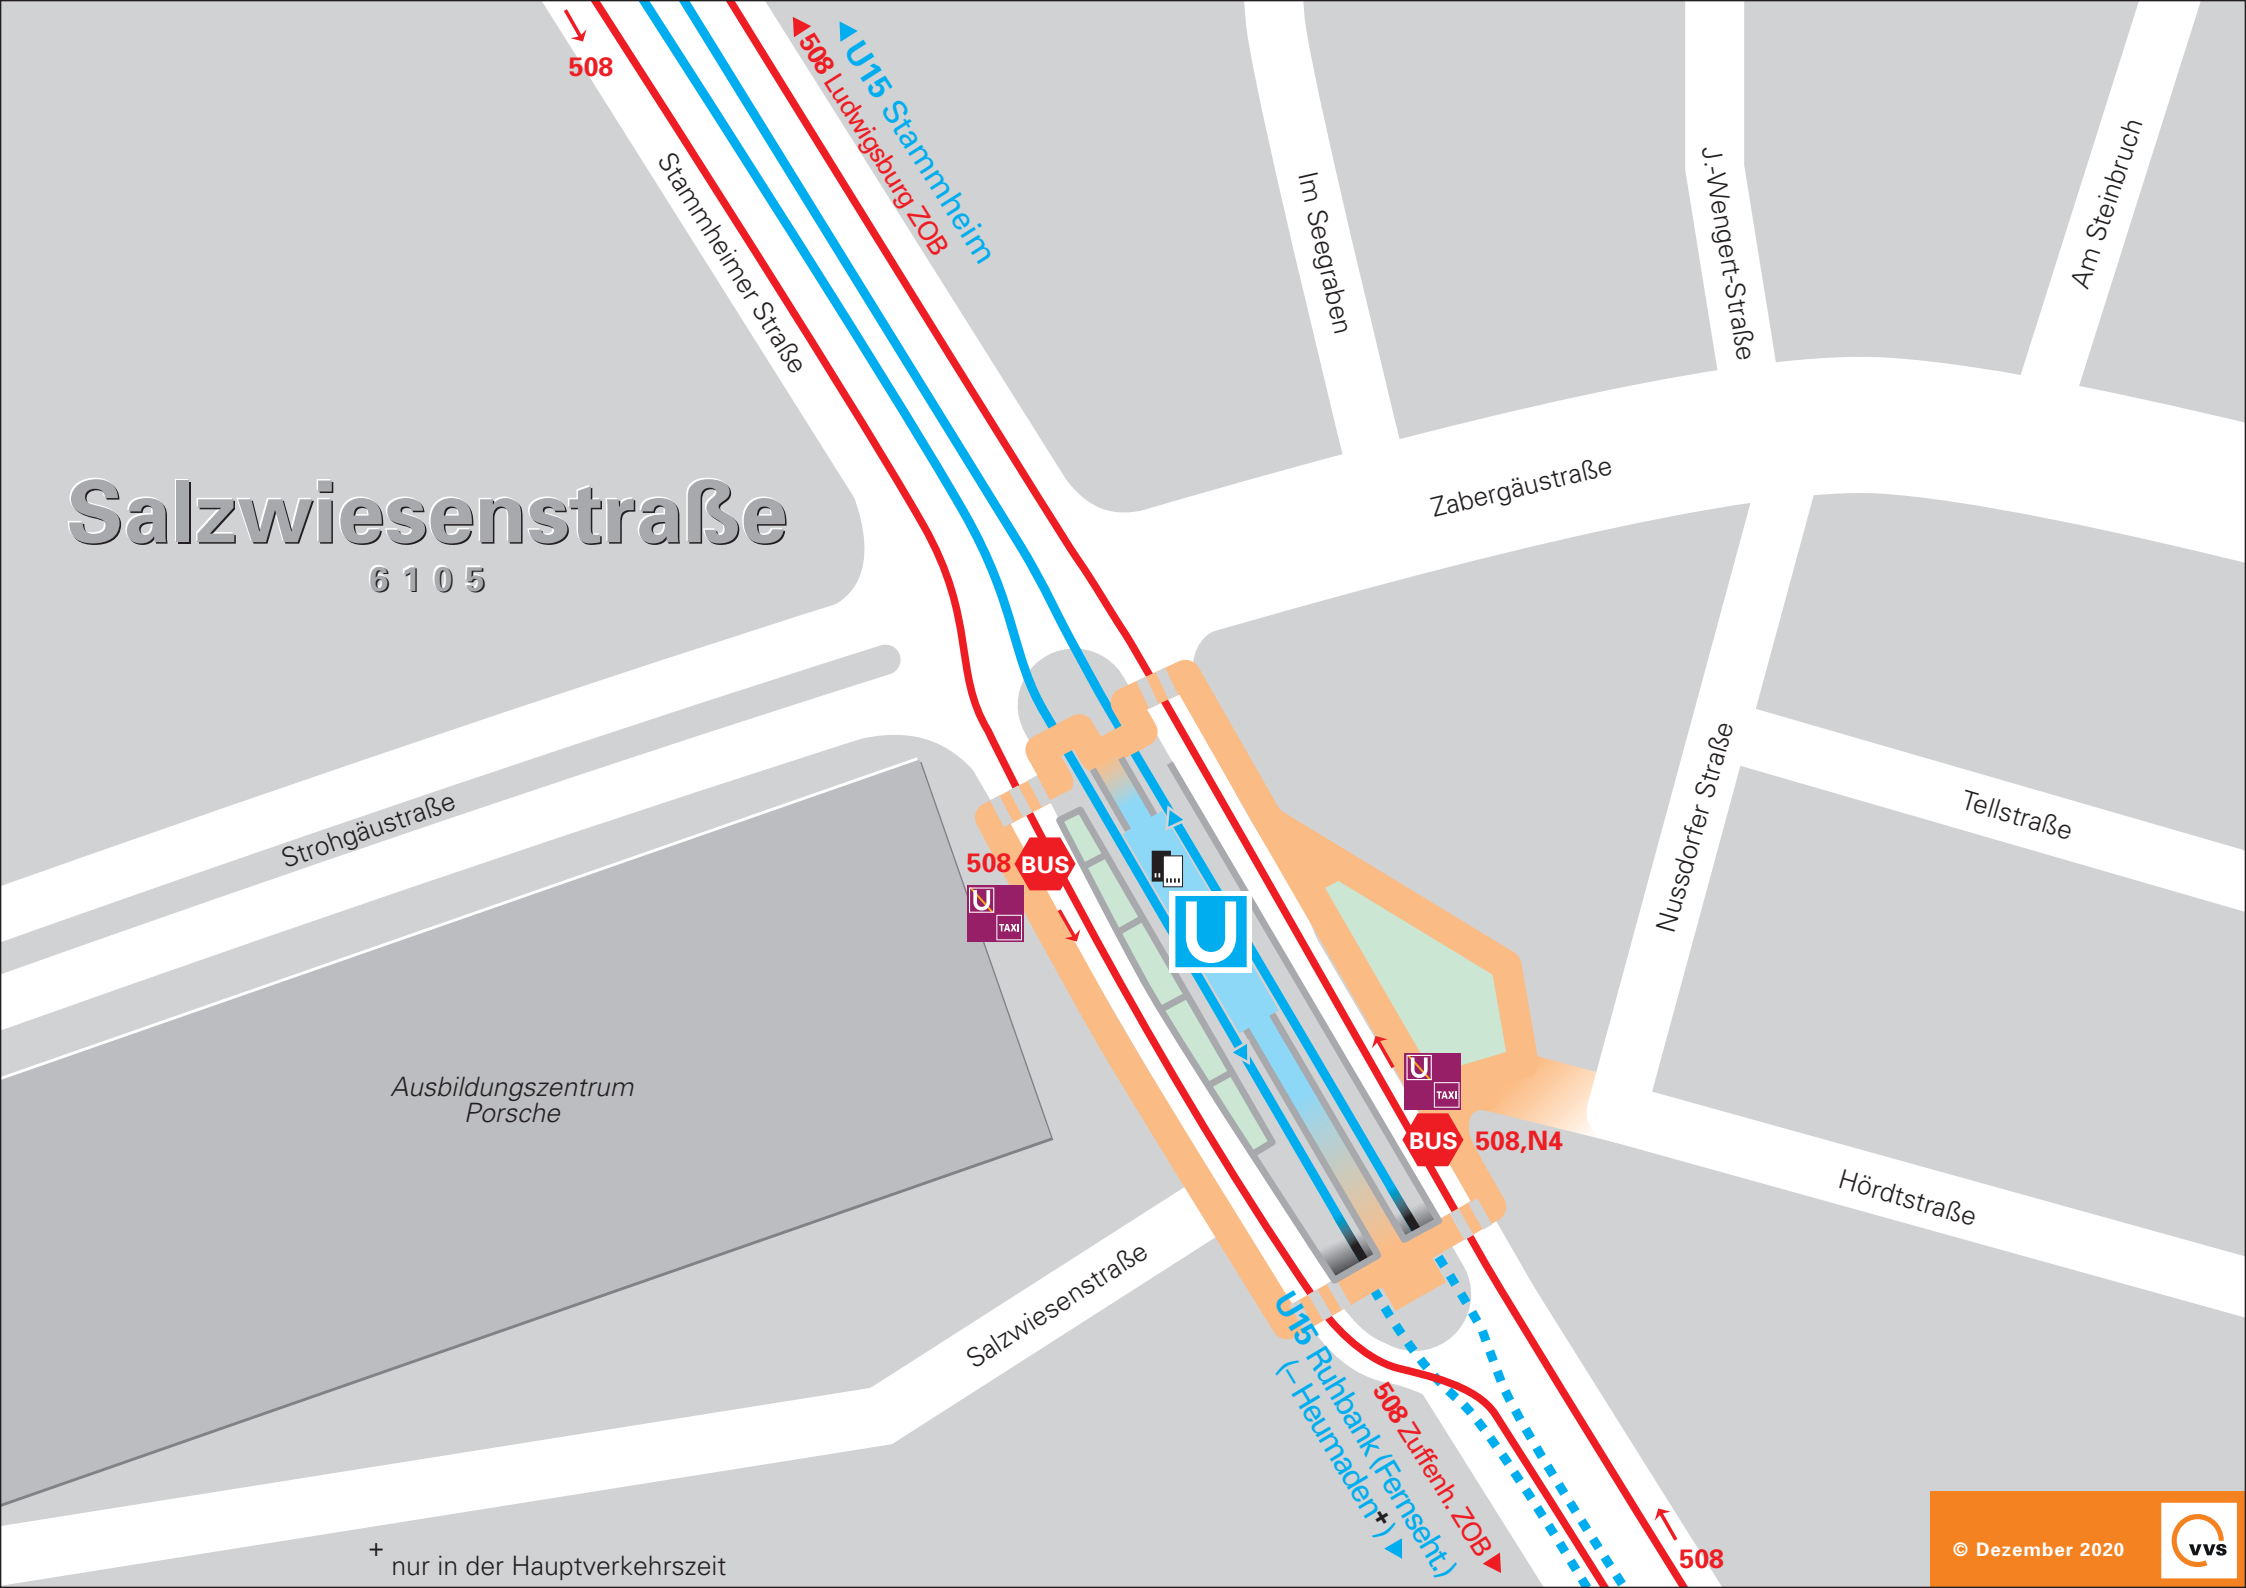 508
◀508 Ludwigsburg ZOB
◀U15 Stammheim
Stammheimer Straße
Im Seegraben
J.-Wengert-Straße
Am Steinbruch
Zabergäustraße
Salzwiesenstraße
6105
Strohgäustraße
Nussdorfer Straße
Tellstraße
508 BUS
U
TAXI
U
Ausbildungszentrum
Porsche
U
TAXI
BUS 508,N4
Hördtstraße
Salzwiesenstraße
U15 Ruhbank (Fernseht.)
(– Heumaden+)▶
508 Zuffenh. ZOB▶
508
+ nur in der Hauptverkehrszeit
© Dezember 2020
vvs